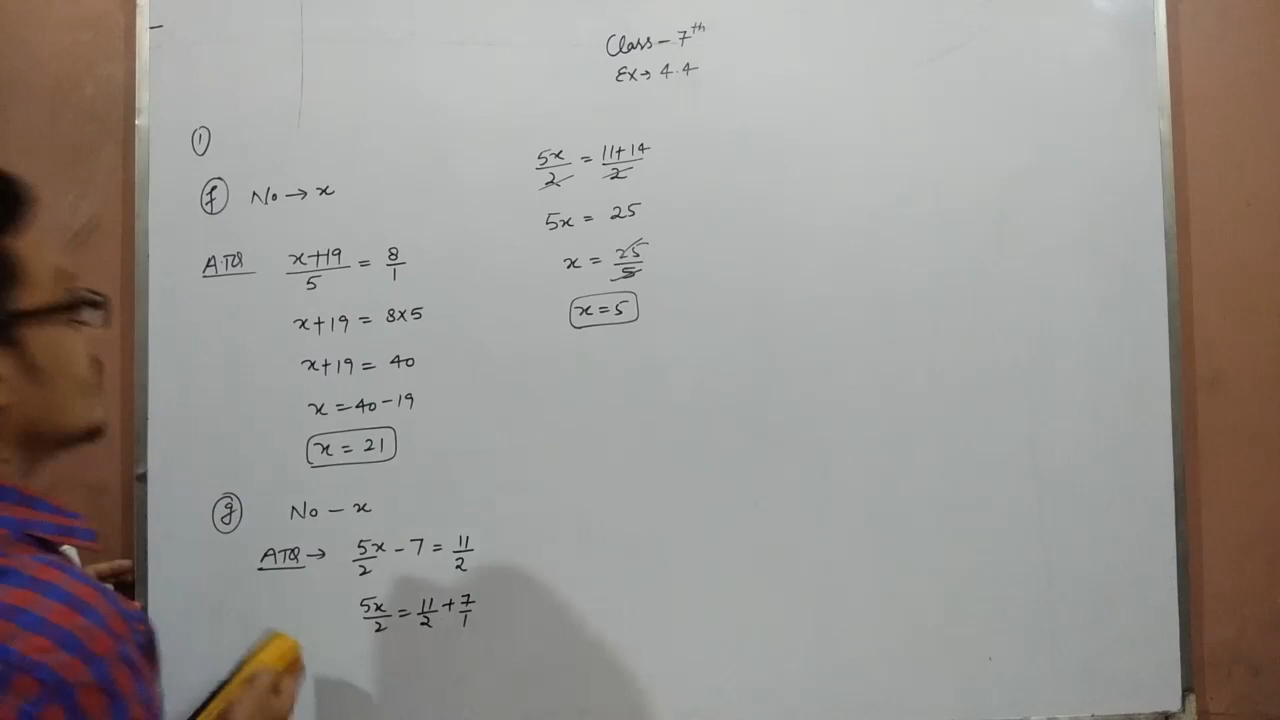 Class - 7th
Ex → 4.4
①
ⓕ No → x
A.T.Q (x+19)/5 = 8/1
x+19 = 8×5
x+19 = 40
x = 40-19
x = 21
ⓖ No - x
ATQ → 5/2 x - 7 = 11/2
5x/2 = 11/2 + 7/1
5x/2 = (11+14)/2
5x = 25
x = 25/5
x = 5